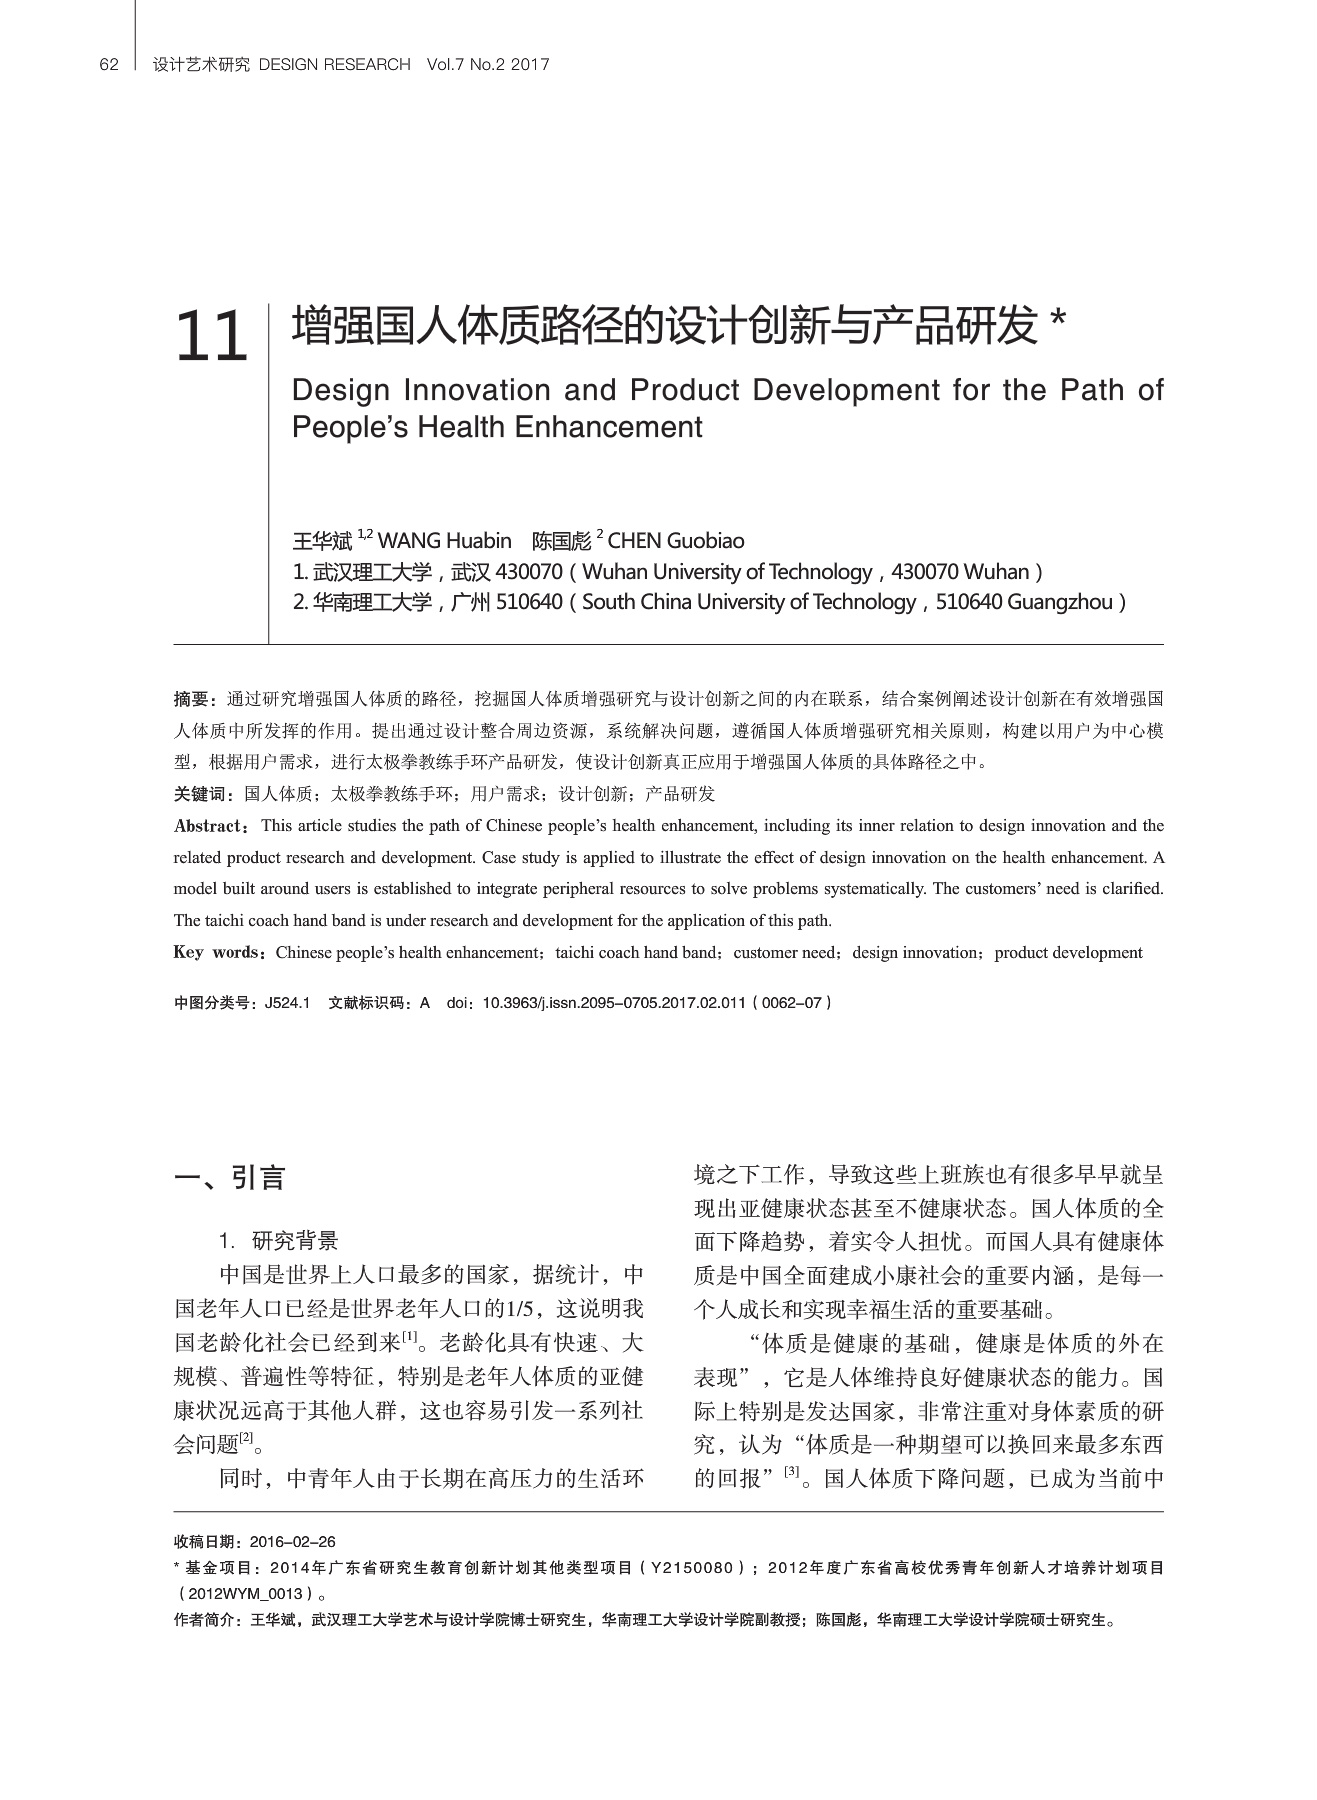 62 设计艺术研究 DESIGN RESEARCH Vol.7 No.2 2017
11
增强国人体质路径的设计创新与产品研发 *
Design Innovation and Product Development for the Path of
People's Health Enhancement
王华斌 1,2 WANG Huabin 陈国彪 2 CHEN Guobiao
1. 武汉理工大学，武汉 430070（Wuhan University of Technology，430070 Wuhan）
2. 华南理工大学，广州 510640（South China University of Technology，510640 Guangzhou）
摘要：通过研究增强国人体质的路径，挖掘国人体质增强研究与设计创新之间的内在联系，结合案例阐述设计创新在有效增强国
人体质中所发挥的作用。提出通过设计整合周边资源，系统解决问题，遵循国人体质增强研究相关原则，构建以用户为中心模
型，根据用户需求，进行太极拳教练手环产品研发，使设计创新真正应用于增强国人体质的具体路径之中。
关键词：国人体质；太极拳教练手环；用户需求；设计创新；产品研发
Abstract：This article studies the path of Chinese people's health enhancement, including its inner relation to design innovation and the
related product research and development. Case study is applied to illustrate the effect of design innovation on the health enhancement. A
model built around users is established to integrate peripheral resources to solve problems systematically. The customers' need is clarified.
The taichi coach hand band is under research and development for the application of this path.
Key words：Chinese people's health enhancement；taichi coach hand band；customer need；design innovation；product development
中图分类号：J524.1 文献标识码：A doi：10.3963/j.issn.2095-0705.2017.02.011（0062-07）
一、引言
1. 研究背景
中国是世界上人口最多的国家，据统计，中
国老年人口已经是世界老年人口的1/5，这说明我
国老龄化社会已经到来[1]。老龄化具有快速、大
规模、普遍性等特征，特别是老年人体质的亚健
康状况远高于其他人群，这也容易引发一系列社
会问题[2]。
同时，中青年人由于长期在高压力的生活环
境之下工作，导致这些上班族也有很多早早就呈
现出亚健康状态甚至不健康状态。国人体质的全
面下降趋势，着实令人担忧。而国人具有健康体
质是中国全面建成小康社会的重要内涵，是每一
个人成长和实现幸福生活的重要基础。
“体质是健康的基础，健康是体质的外在
表现”，它是人体维持良好健康状态的能力。国
际上特别是发达国家，非常注重对身体素质的研
究，认为“体质是一种期望可以换回来最多东西
的回报”[3]。国人体质下降问题，已成为当前中
收稿日期：2016-02-26
* 基金项目：2014年广东省研究生教育创新计划其他类型项目（Y2150080）；2012年度广东省高校优秀青年创新人才培养计划项目
（2012WYM_0013）。
作者简介：王华斌，武汉理工大学艺术与设计学院博士研究生，华南理工大学设计学院副教授；陈国彪，华南理工大学设计学院硕士研究生。